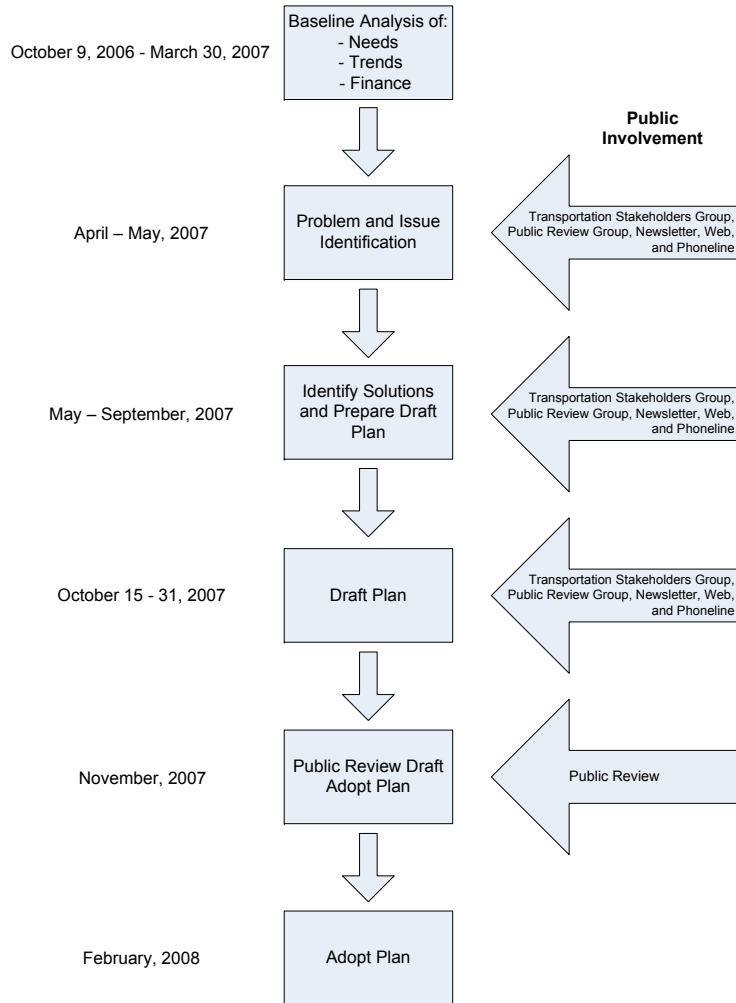 October 9, 2006 - March 30, 2007
Baseline Analysis of:
- Needs
- Trends
- Finance
Public
Involvement
April – May, 2007
Problem and Issue
Identification
Transportation Stakeholders Group,
Public Review Group, Newsletter, Web,
and Phoneline
May – September, 2007
Identify Solutions
and Prepare Draft
Plan
Transportation Stakeholders Group,
Public Review Group, Newsletter, Web,
and Phoneline
October 15 - 31, 2007
Draft Plan
Transportation Stakeholders Group,
Public Review Group, Newsletter, Web,
and Phoneline
November, 2007
Public Review Draft
Adopt Plan
Public Review
February, 2008
Adopt Plan